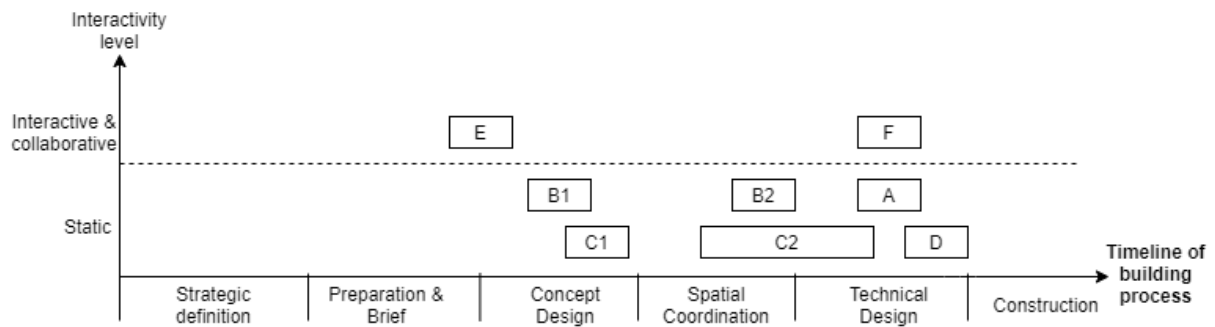 Interactivity
level
Interactive &
collaborative
E
F
B1
B2
A
Static
C1
C2
D
Timeline of
building
process
Strategic
definition
Preparation &
Brief
Concept
Design
Spatial
Coordination
Technical
Design
Construction